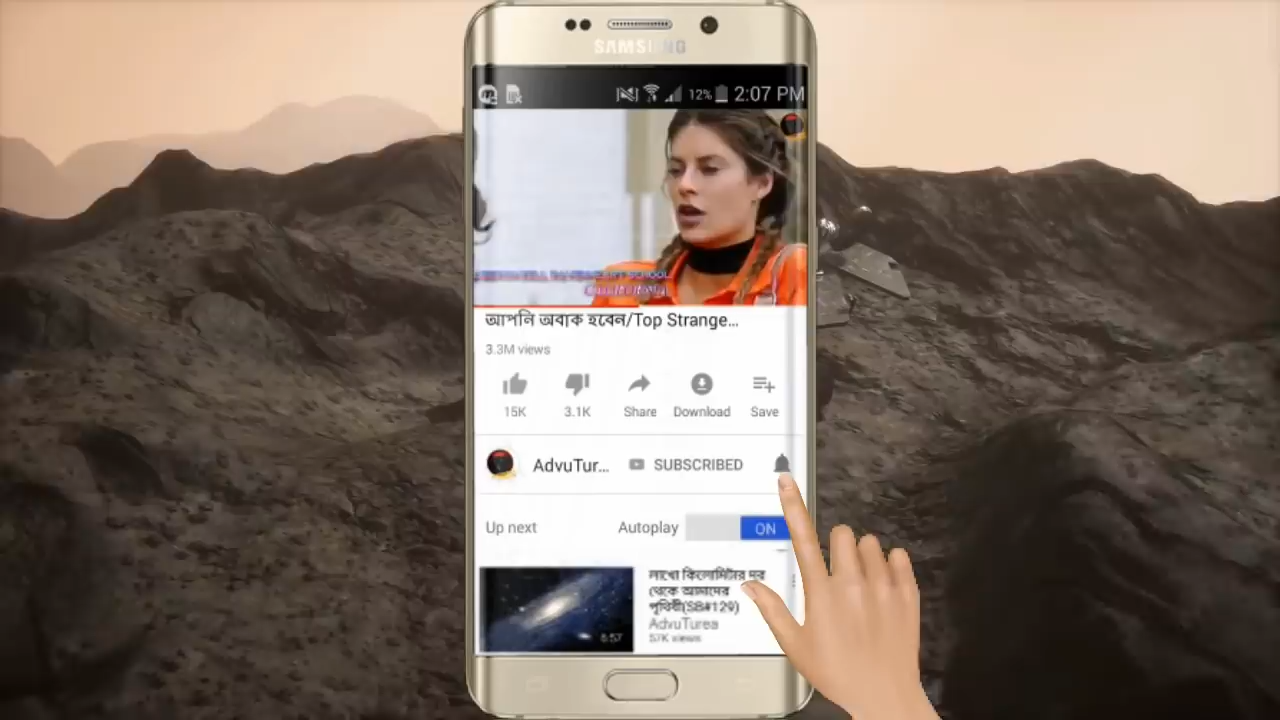 SAMSUNG
12% 2:07 PM
আপনি অবাক হবেন/Top Strange...
3.3M views
15K 3.1K Share Download Save
AdvuTur... SUBSCRIBED
Up next Autoplay ON
লাখো কিলোমিটার দূর
থেকে আমাদের
পৃথিবী(SB#129)
AdvuTurea
57K views
6:57